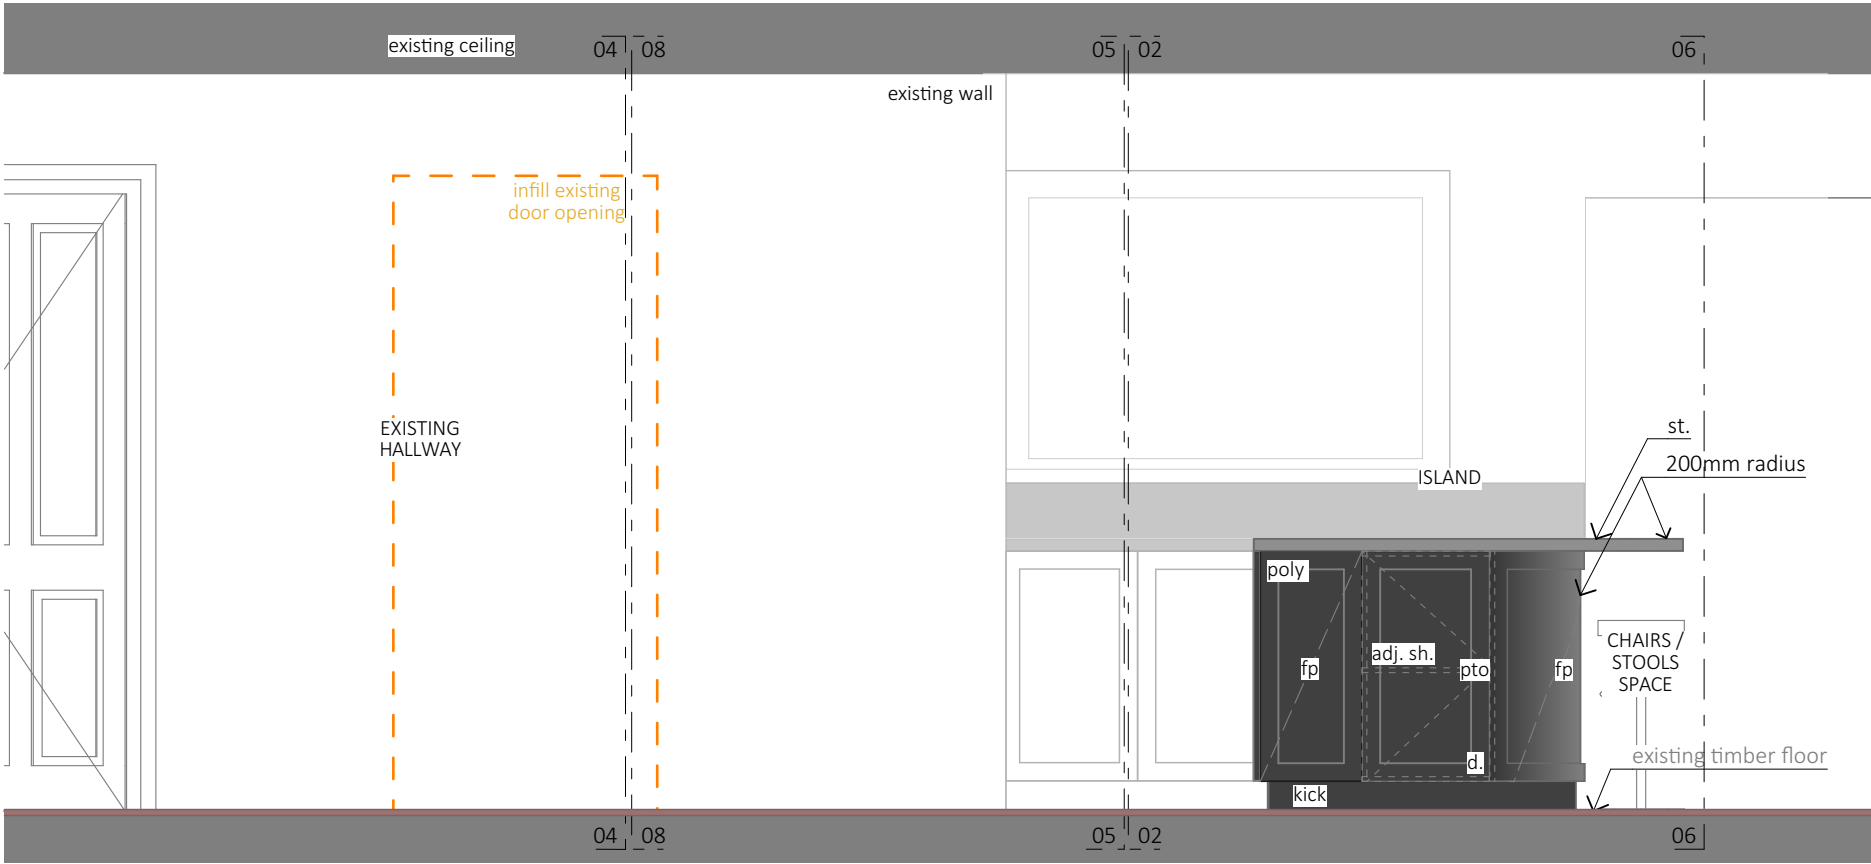 existing ceiling
04 08
05 02
06
existing wall
infill existing
door opening
EXISTING
HALLWAY
st.
200mm radius
ISLAND
poly
fp
adj. sh.
pto
fp
d.
kick
CHAIRS /
STOOLS
SPACE
existing timber floor
04 08
05 02
06